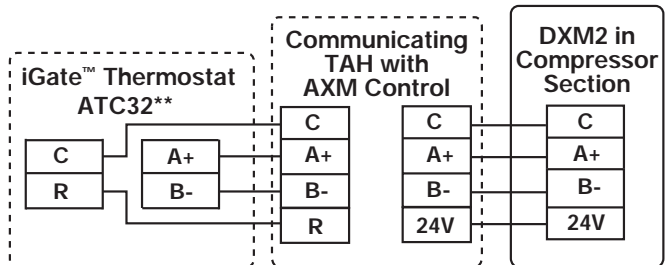 iGate™ Thermostat
ATC32**
C
R
A+
B-
Communicating
TAH with
AXM Control
C
A+
B-
R
C
A+
B-
24V
DXM2 in
Compressor
Section
C
A+
B-
24V